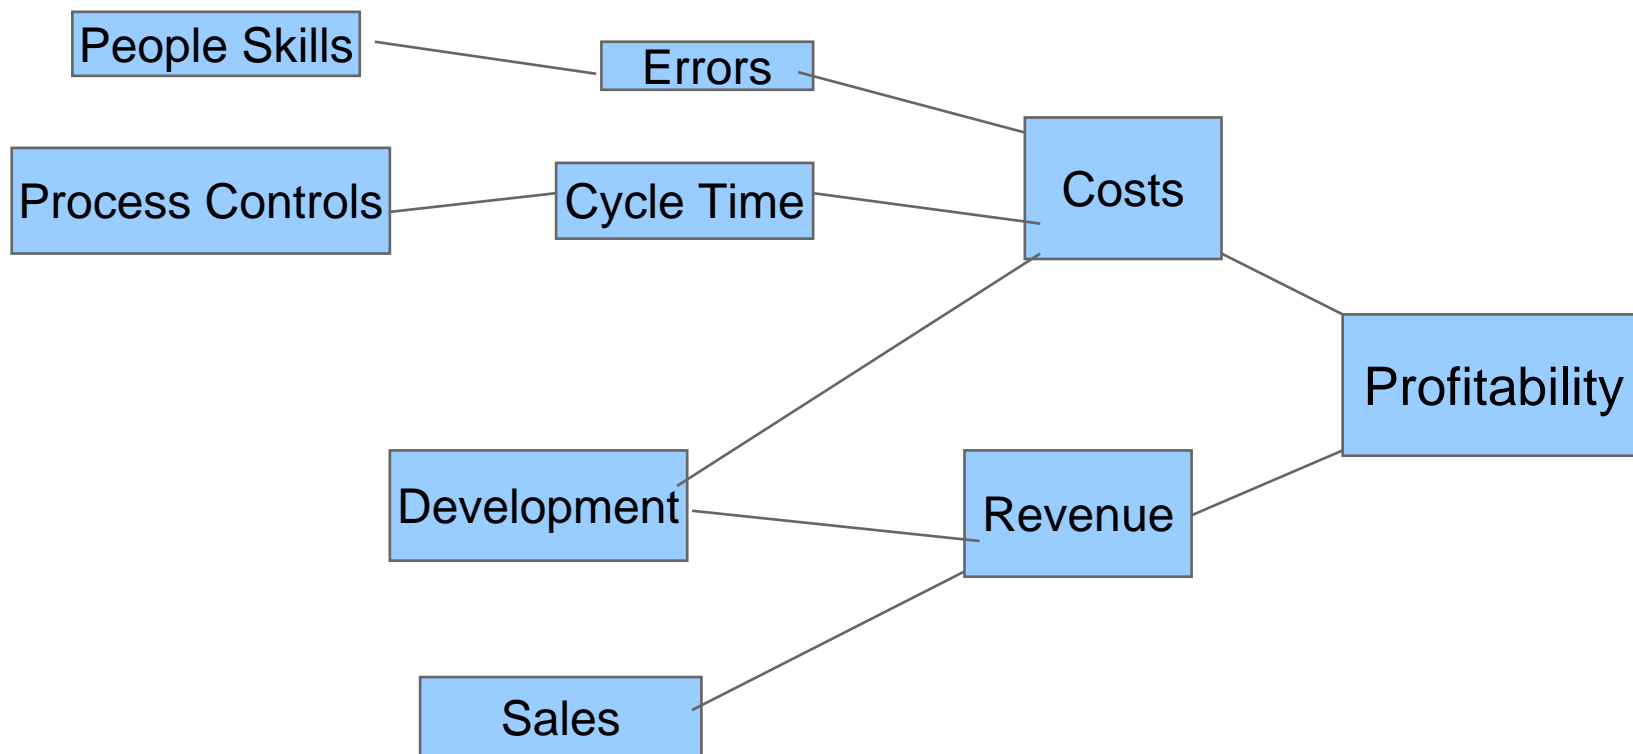 People Skills
Errors
Process Controls
Cycle Time
Costs
Profitability
Development
Revenue
Sales